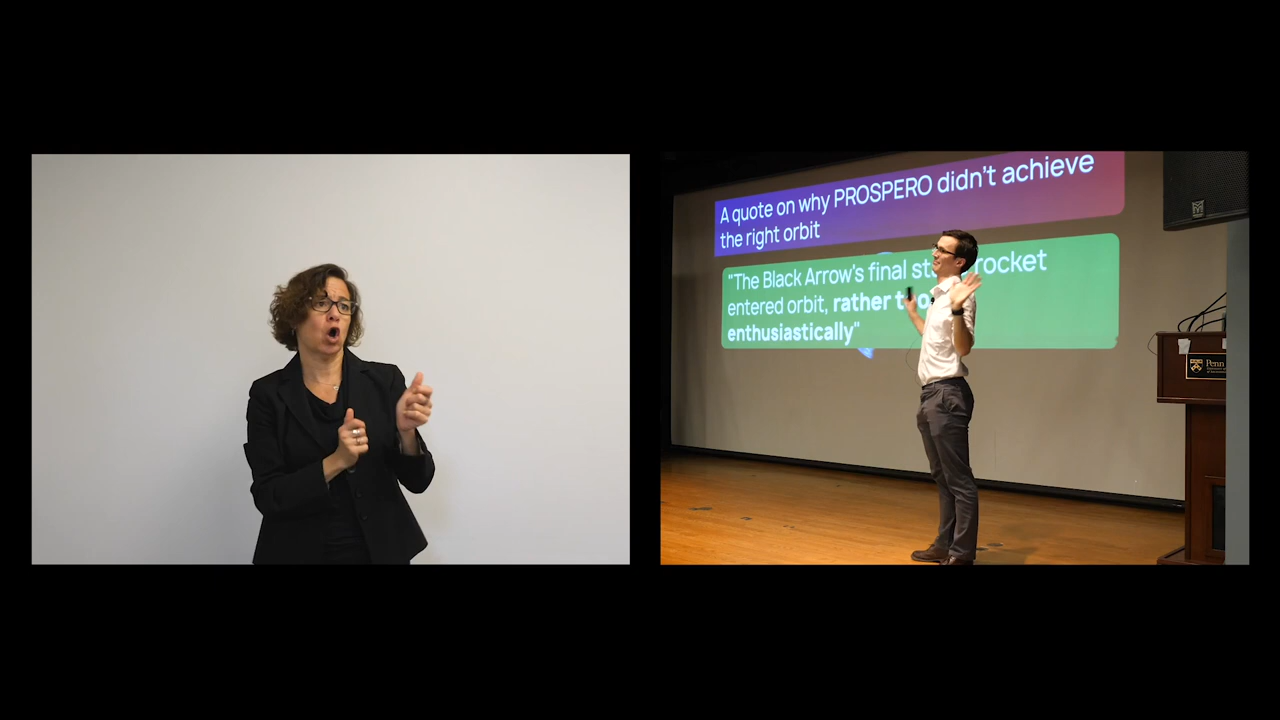 A quote on why PROSPERO didn't achieve
the right orbit
"The Black Arrow's final rocket
entered orbit, rather
enthusiastically"
Penn